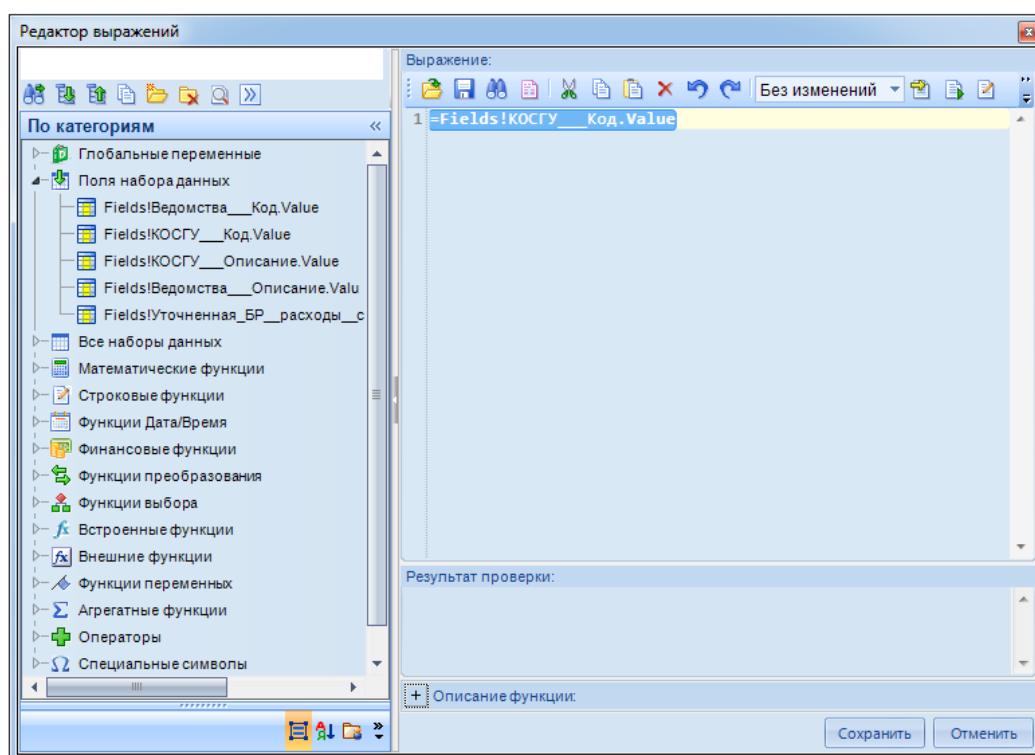 Редактор выражений
По категориям
Глобальные переменные
Поля набора данных
Fields!Ведомства___Код.Value
Fields!КОСГУ___Код.Value
Fields!КОСГУ___Описание.Value
Fields!Ведомства___Описание.Valu
Fields!Уточненная_БР__расходы__с
Все наборы данных
Математические функции
Строковые функции
Функции Дата/Время
Финансовые функции
Функции преобразования
Функции выбора
Встроенные функции
Внешние функции
Функции переменных
Агрегатные функции
Операторы
Специальные символы
Выражение:
Без изменений
1 =Fields!КОСГУ___Код.Value
Результат проверки:
Описание функции:
Сохранить
Отменить